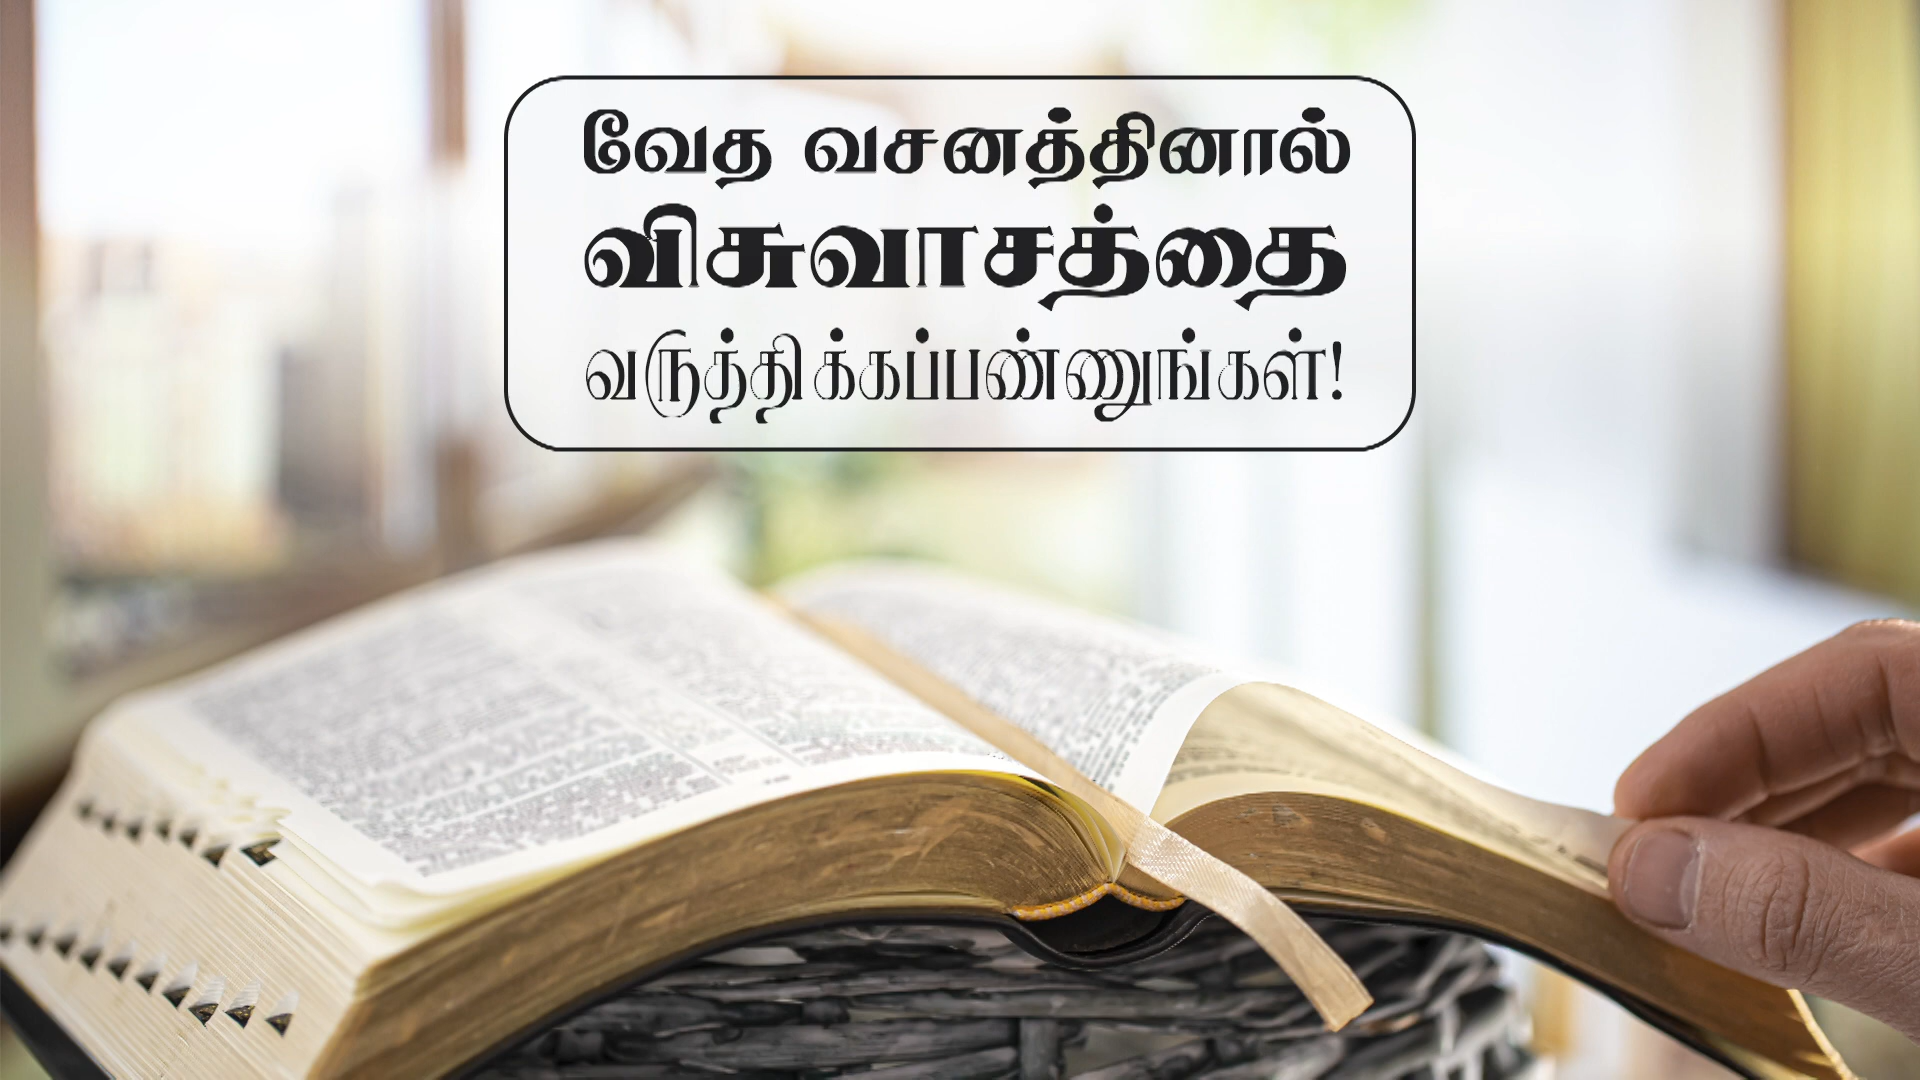 வேத வசனத்தினால்
விசுவாசத்தை
வருத்திக்கப்பண்ணுங்கள்!